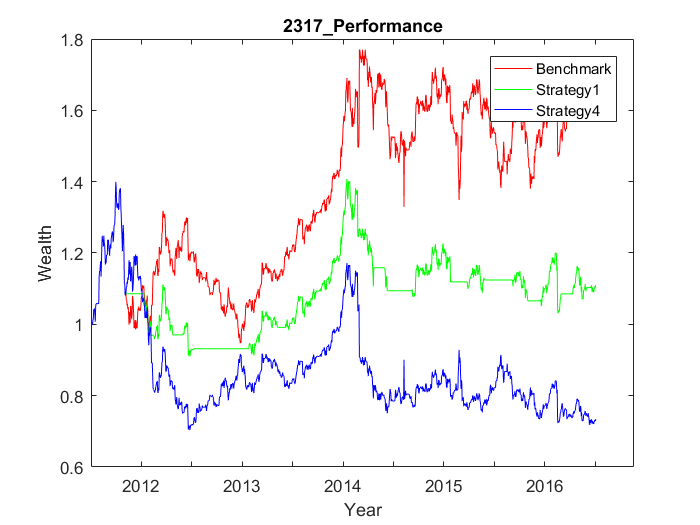 2317_Performance
1.8
1.6
1.4
1.2
1
0.8
0.6
Wealth
Benchmark
Strategy1
Strategy4
2012 2013 2014 2015 2016
Year